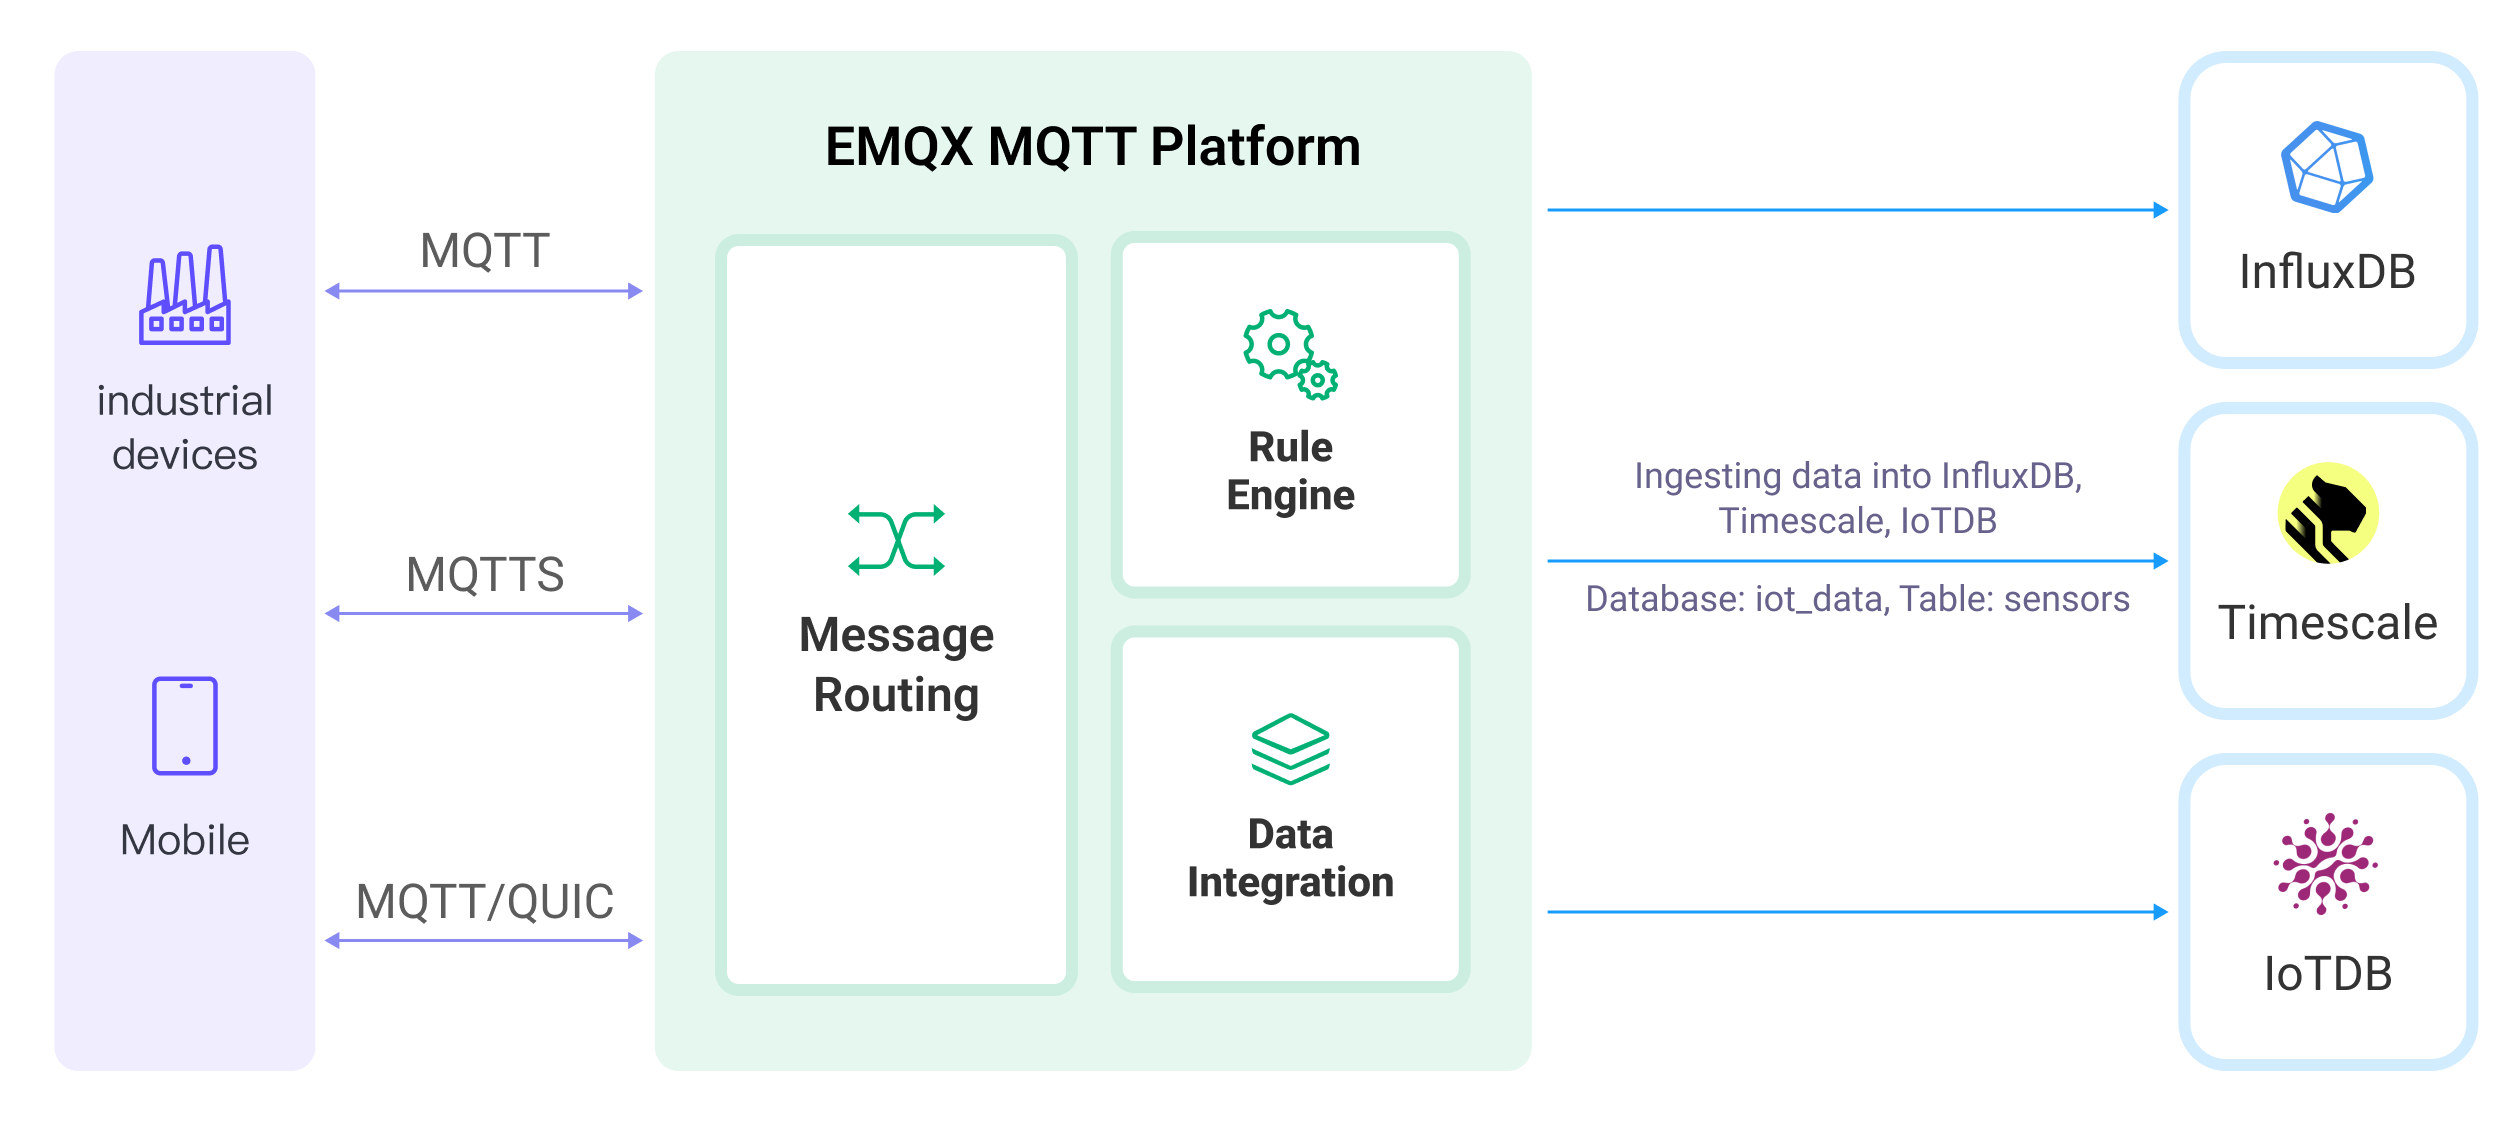 industrial
devices
Mobile
MQTT
MQTTS
MQTT/QUIC
EMQX MQTT Platform
Message
Routing
Rule
Engine
Data
Integration
Ingesting data into InfluxDB,
Timescale, IoTDB
Database: iot_data, Table: sensors
InfluxDB
Timescale
IoTDB